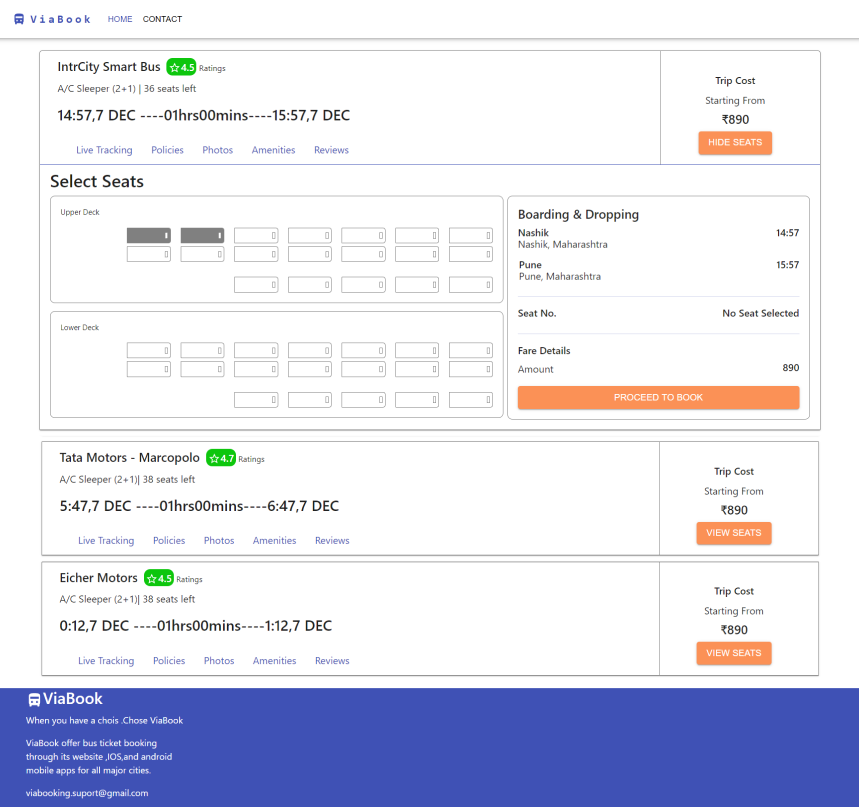 ViaBook HOME CONTACT
IntrCity Smart Bus 4.5 Ratings
A/C Sleeper (2+1) | 36 seats left
14:57,7 DEC ----01hrs00mins----15:57,7 DEC
Live Tracking Policies Photos Amenities Reviews
Trip Cost
Starting From
₹890
HIDE SEATS
Select Seats
Upper Deck
Lower Deck
Boarding & Dropping
Nashik 14:57
Nashik, Maharashtra
Pune 15:57
Pune, Maharashtra
Seat No. No Seat Selected
Fare Details
Amount 890
PROCEED TO BOOK
Tata Motors - Marcopolo 4.7 Ratings
A/C Sleeper (2+1)| 38 seats left
5:47,7 DEC ----01hrs00mins----6:47,7 DEC
Live Tracking Policies Photos Amenities Reviews
Trip Cost
Starting From
₹890
VIEW SEATS
Eicher Motors 4.5 Ratings
A/C Sleeper (2+1)| 38 seats left
0:12,7 DEC ----01hrs00mins----1:12,7 DEC
Live Tracking Policies Photos Amenities Reviews
Trip Cost
Starting From
₹890
VIEW SEATS
ViaBook
When you have a chois .Chose ViaBook
ViaBook offer bus ticket booking
through its website ,IOS,and android
mobile apps for all major cities.
viabooking.suport@gmail.com